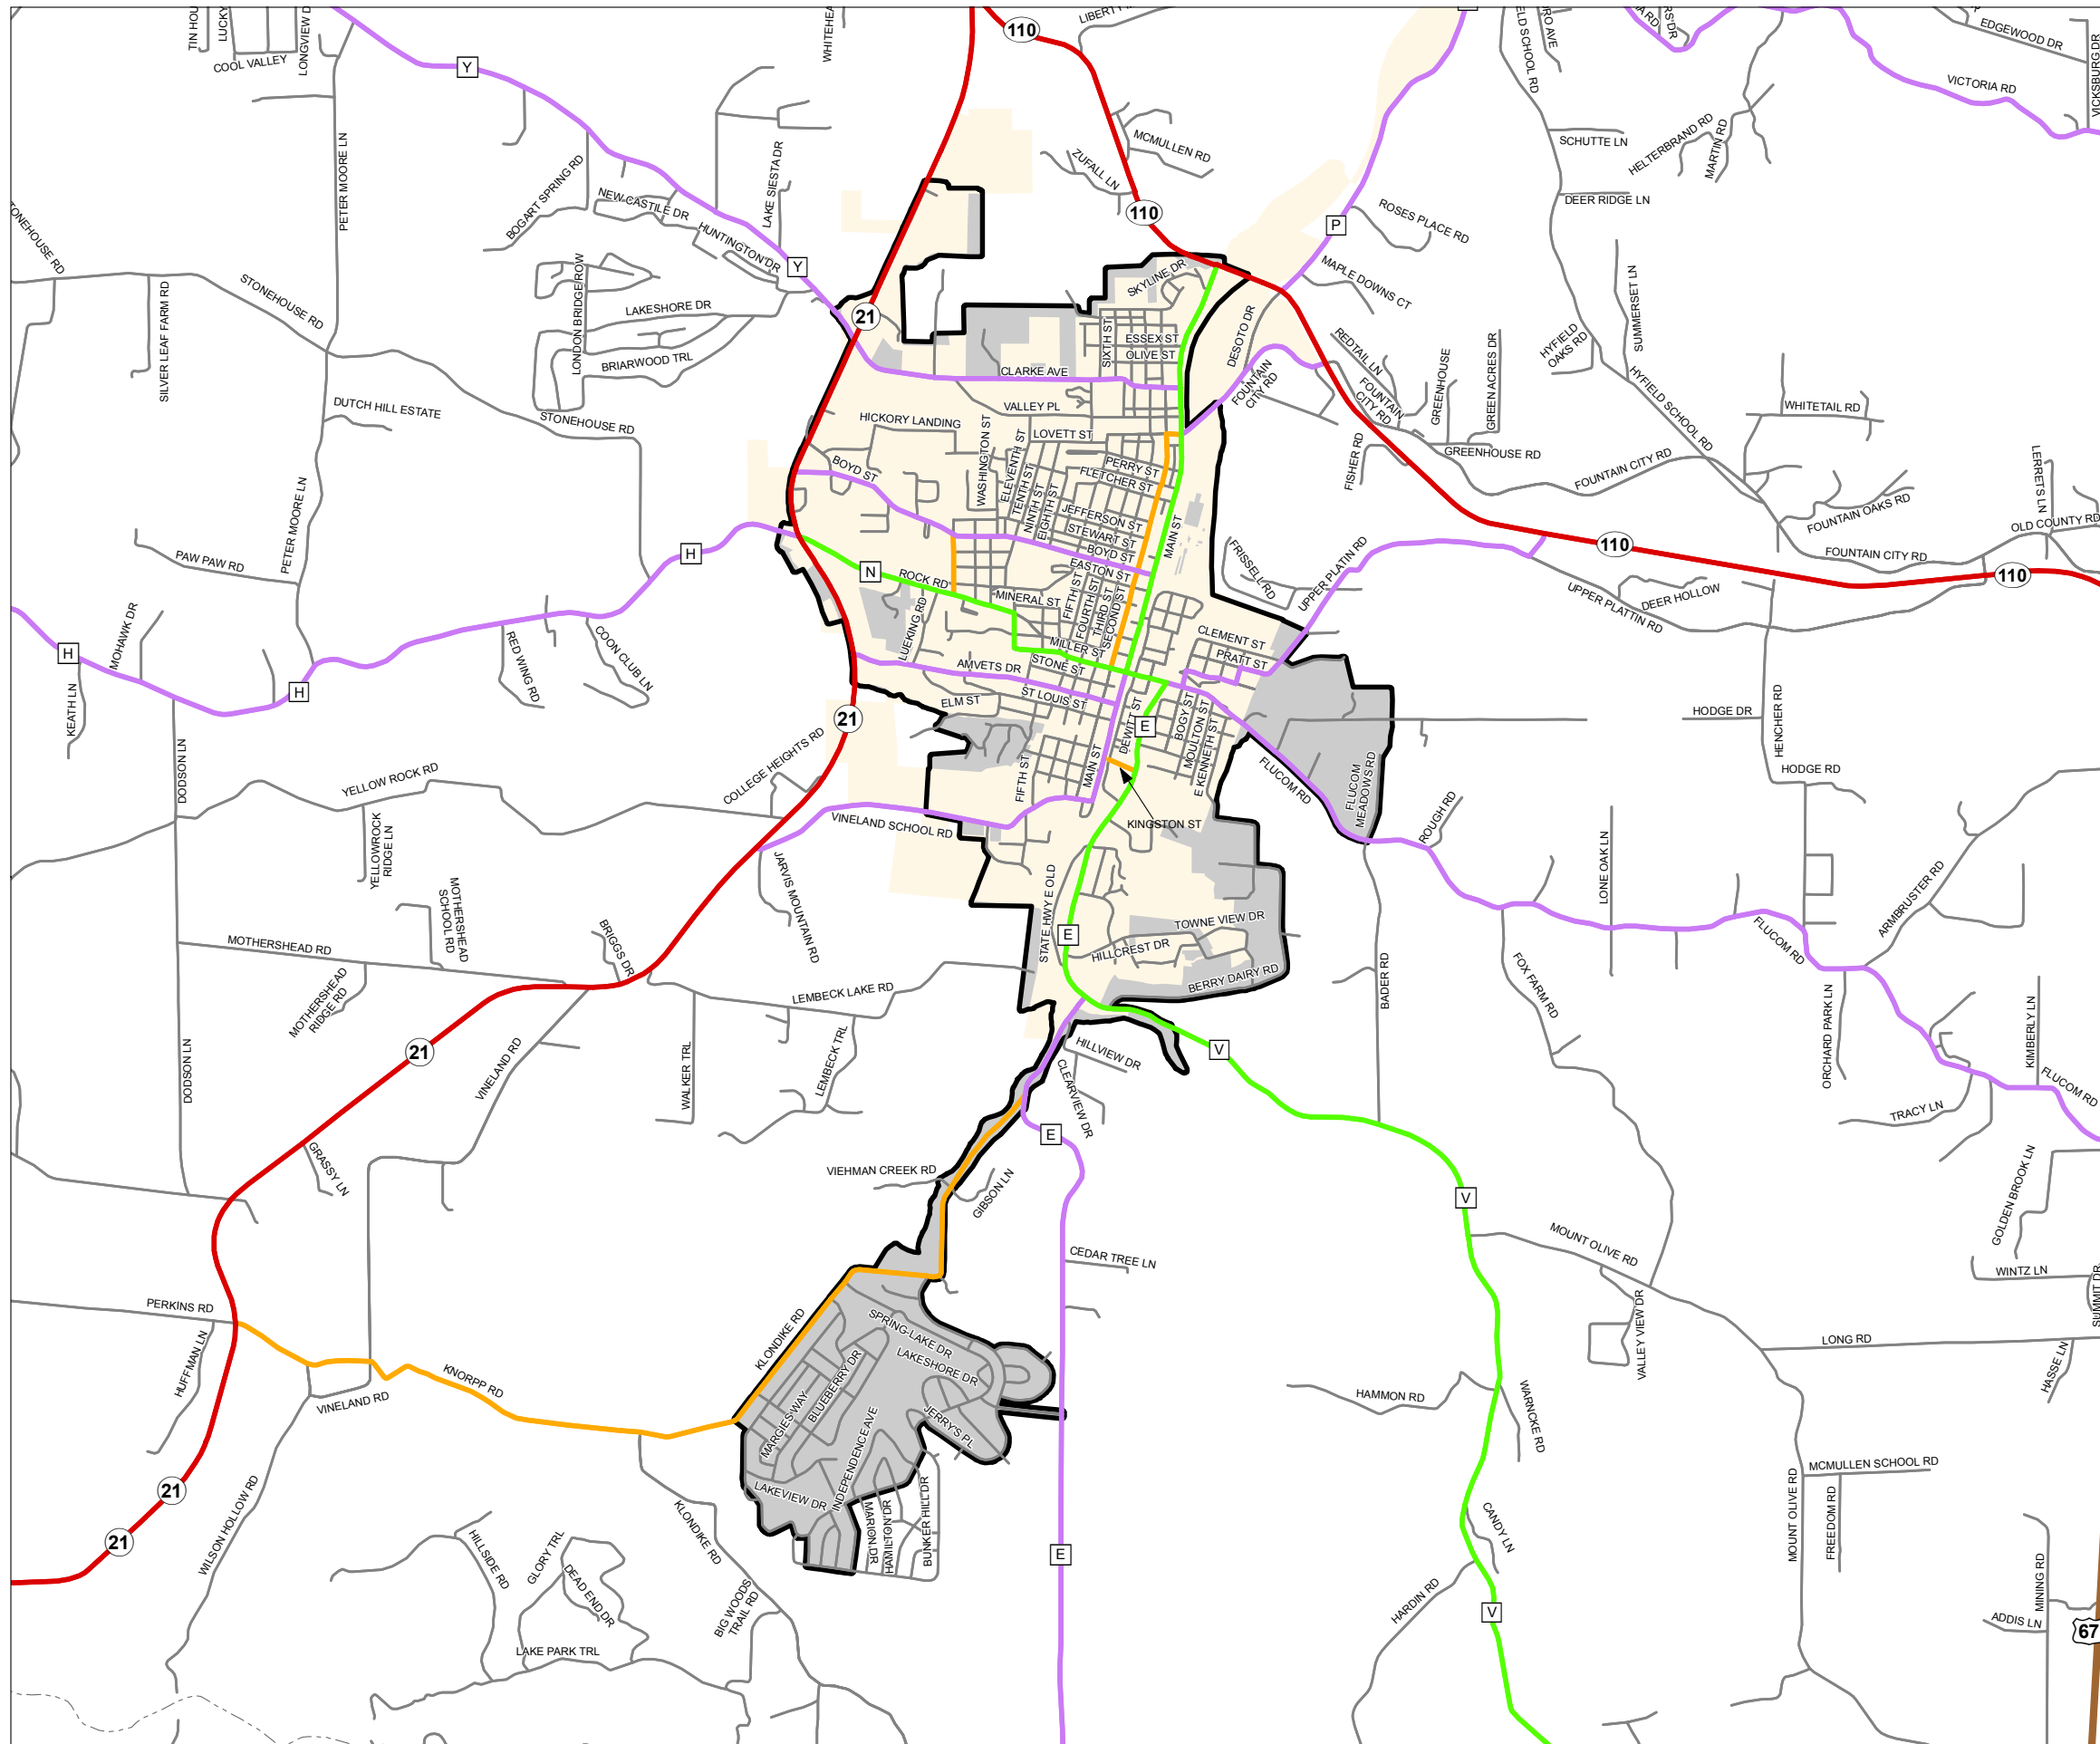 TIN HOU
LUCKY
LONGVIEW D
COOL VALLEY
WHITEHEA
110
LIBERTY
ELD SCHOOL RD
RO AVE
ARD
RS DR
EDGEWOOD DR
VICKSBURG DR
VICTORIA RD
Y
PETER MOORE LN
BOGART SPRING RD
NEW CASTILE DR
LAKE SIESTA DR
HUNTINGTON DR
Y
MCMULLEN RD
ZUFALL LN
110
SCHUTTE LN
HELTERBRAND RD
MARTIN RD
DEER RIDGE LN
ROSES PLACE RD
P
MAPLE DOWNS CT
TONEHOUSE RD
SILVER LEAF FARM RD
STONEHOUSE RD
LONDON BRIDGE ROW
LAKESHORE DR
BRIARWOOD TRL
21
SKYLINE DR
SIXTH ST
ESSEX ST
OLIVE ST
DESOTO DR
CLARKE AVE
FOUNTAIN
CITY RD
REDTAIL LN
FOUNTAIN
CITY RD
GREENHOUSE
GREEN ACRES DR
HYFIELD
OAKS RD
SUMMERSET LN
HYFIELD SCHOOL RD
WHITETAIL RD
DUTCH HILL ESTATE
STONEHOUSE RD
HICKORY LANDING
VALLEY PL
LOVETT ST
WASHINGTON ST
ELEVENTH ST
TENTH ST
NINTH ST
EIGHTH ST
PERRY ST
FLETCHER ST
JEFFERSON ST
STEWART ST
BOYD ST
EASTON ST
MAIN ST
BOYD ST
FISHER RD
GREENHOUSE RD
FOUNTAIN CITY RD
FOUNTAIN OAKS RD
LERRETS LN
OLD COUNTY RD
FOUNTAIN CITY RD
110
110
PETER MOORE LN
PAW PAW RD
H
N
ROCK RD
MINERAL ST
FIFTH ST
FOURTH ST
THIRD ST
SECOND ST
FRISSELL RD
UPPER PLATIN RD
UPPER PLATTIN RD
DEER HOLLOW
H
MOHAWK DR
KEATH LN
H
RED WING RD
COON CLUB LN
LUEKING RD
MILLER ST
STONE ST
AMVETS DR
ST LOUIS ST
ELM ST
CLEMENT ST
PRATT ST
DEWITT ST
E
BOGY ST
MOULTON ST
E KENNETH ST
21
COLLEGE HEIGHTS RD
FIFTH ST
MAIN ST
FLUCOM RD
FLUCOM
MEADOWS RD
HODGE DR
HENCHER RD
HODGE RD
DODSON LN
YELLOW ROCK RD
YELLOWROCK
RIDGE LN
VINELAND SCHOOL RD
KINGSTON ST
ROUGH RD
JARVIS MOUNTAIN RD
MOTHERSHEAD
SCHOOL RD
MOTHERSHEAD RD
MOTHERSHEAD
RIDGE RD
BRIGGS DR
LEMBECK LAKE RD
STATE HWY E OLD
E
TOWNE VIEW DR
HILLCREST DR
BERRY DAIRY RD
BADER RD
LONE OAK LN
FOX FARM RD
FLUCOM RD
ARMBRUSTER RD
ORCHARD PARK LN
KIMBERLY LN
FLUCOM RD
TRACY LN
21
DODSON LN
VINELAND RD
WALKER TRL
LEMBECK TRL
HILLVIEW DR
CLEARVIEW DR
V
E
GRASSY LN
VIEHMAN CREEK RD
GIBSON LN
V
MOUNT OLIVE RD
GOLDEN BROOK LN
WINTZ LN
SUMMIT DR
CEDAR TREE LN
VALLEY VIEW DR
LONG RD
HASSE LN
PERKINS RD
HUFFMAN LN
KNORPP RD
VINELAND RD
KLONDIKE RD
SPRING LAKE DR
LAKESHORE DR
MARGIES WAY
BLUEBERRY DR
JERRY'S PL
INDEPENDENCE AVE
LAKEVIEW DR
MARION DR
HAMILTON DR
BUNKER HILL DR
HAMMON RD
WARNCKE RD
MCMULLEN SCHOOL RD
MOUNT OLIVE RD
FREEDOM RD
21
21
WILSON HOLLOW RD
KLONDIKE RD
HILLSIDE RD
GLORY TRL
DEAD END DR
BIG WOODS
TRAIL RD
LAKE PARK TRL
E
CANDY LN
HARDIN RD
V
MINING RD
ADDIS LN
67